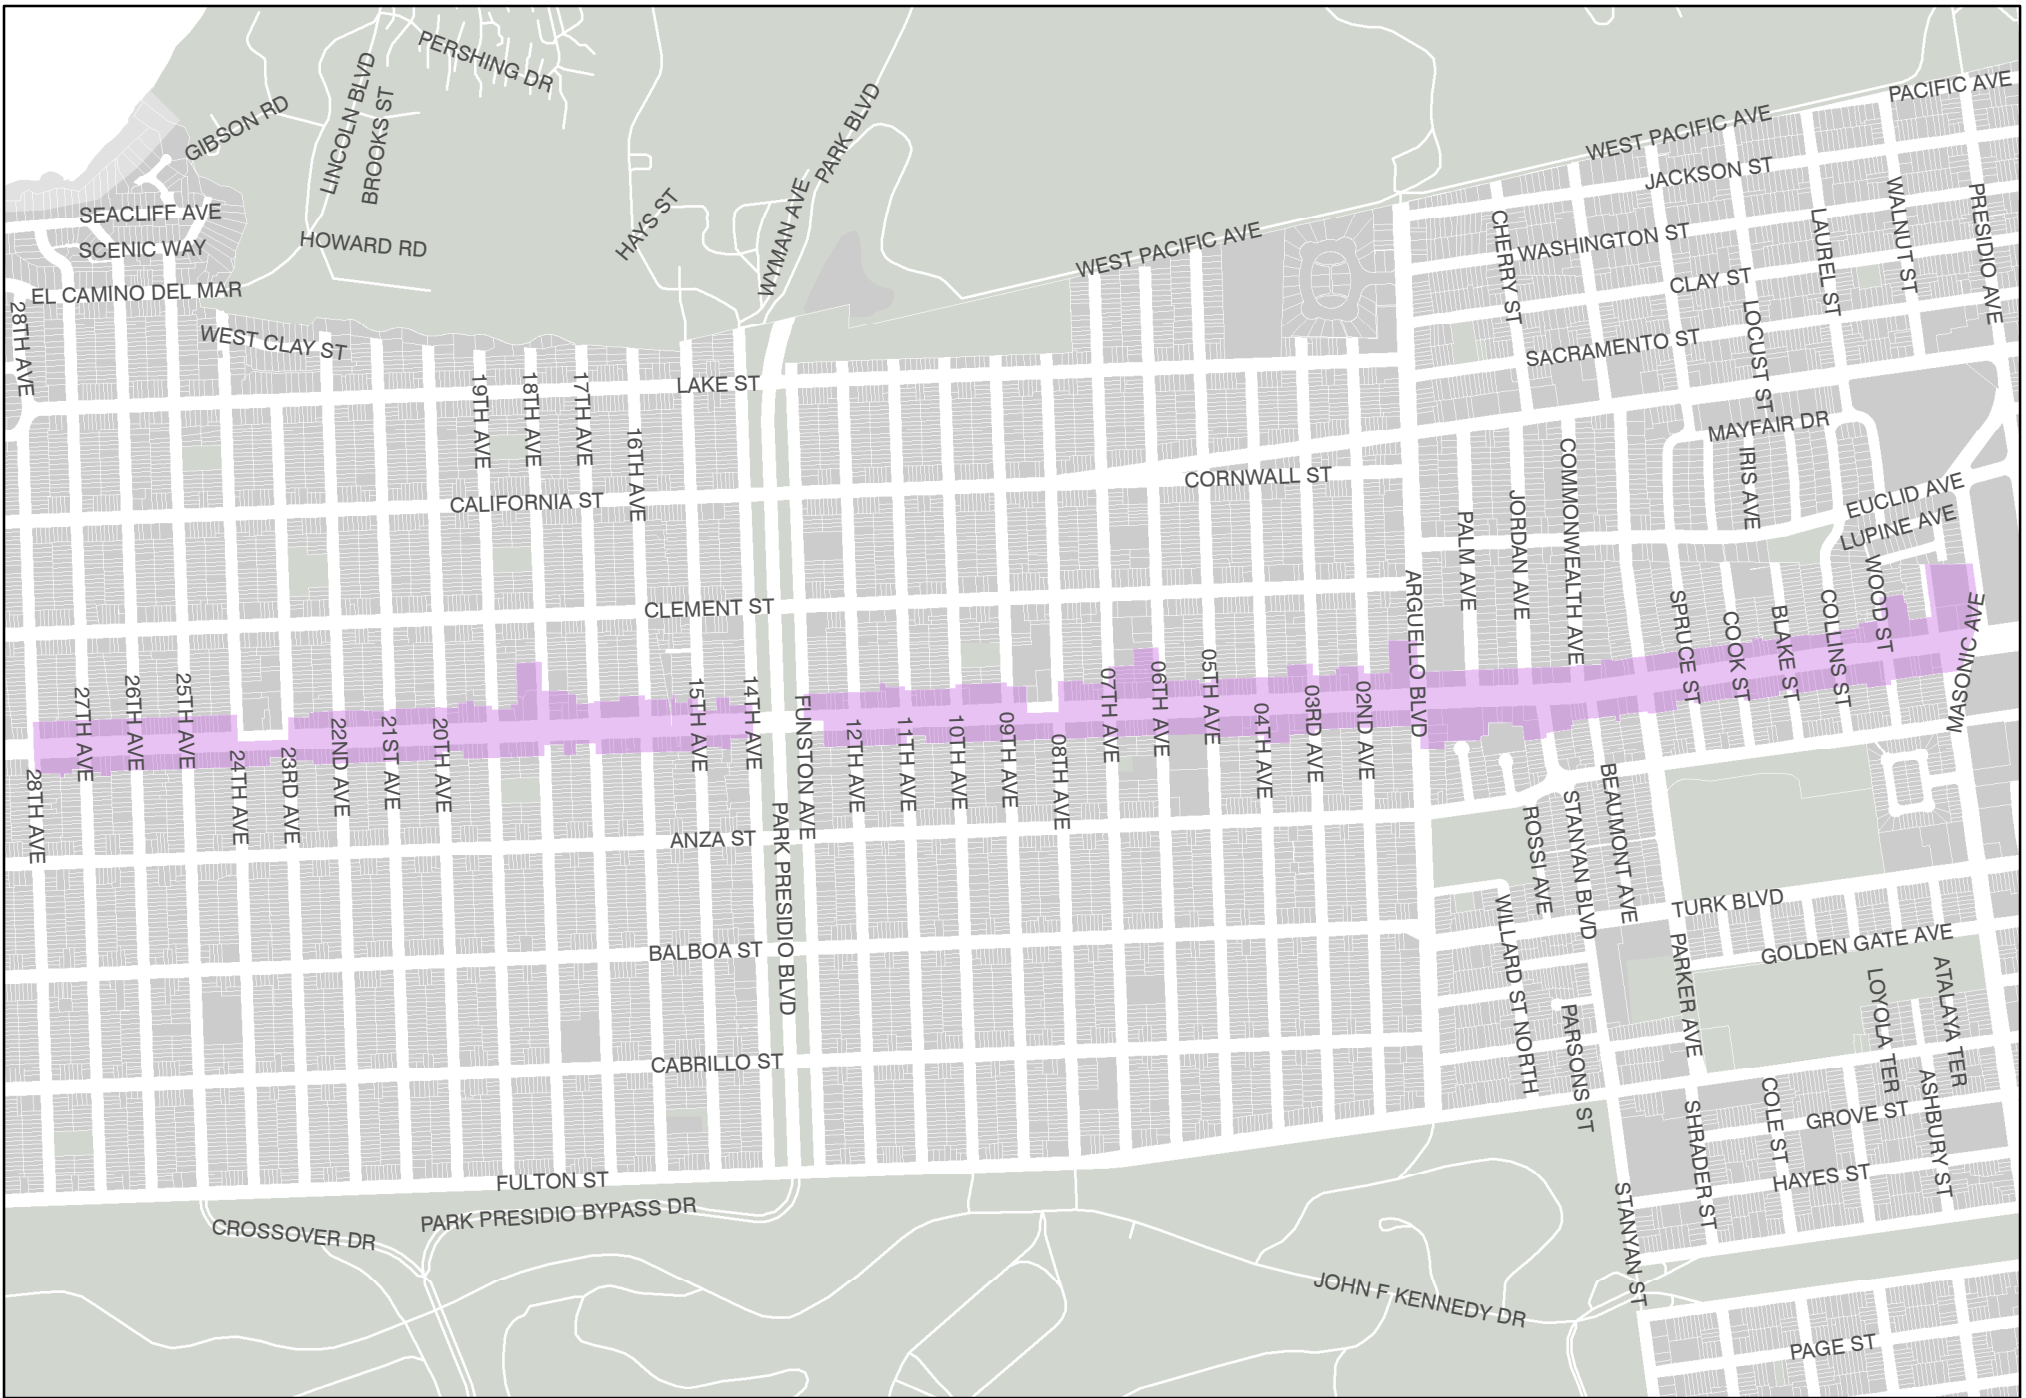 PERSHING DR
PACIFIC AVE
LINCOLN BLVD
GIBSON RD
BROOKS ST
PARK BLVD
WEST PACIFIC AVE
JACKSON ST
WALNUT ST
PRESIDIO AVE
HAYS ST
WYMAN AVE
SEACLIFF AVE
SCENIC WAY
HOWARD RD
CHERRY ST
LAUREL ST
WASHINGTON ST
WEST PACIFIC AVE
CLAY ST
EL CAMINO DEL MAR
28TH AVE
WEST CLAY ST
LOCUST ST
SACRAMENTO ST
19TH AVE
18TH AVE
17TH AVE
LAKE ST
16TH AVE
MAYFAIR DR
COMMONWEALTH AVE
IRIS AVE
CORNWALL ST
CALIFORNIA ST
EUCLID AVE
JORDAN AVE
PALM AVE
LUPINE AVE
WOOD ST
ARGUELLO BLVD
CLEMENT ST
SPRUCE ST
COOK ST
BLAKE ST
COLLINS ST
MASONIC AVE
MASONIC AVE
27TH AVE
26TH AVE
25TH AVE
24TH AVE
23RD AVE
22ND AVE
21ST AVE
20TH AVE
15TH AVE
14TH AVE
FUNSTON AVE
12TH AVE
11TH AVE
10TH AVE
09TH AVE
08TH AVE
07TH AVE
06TH AVE
05TH AVE
04TH AVE
03RD AVE
02ND AVE
28TH AVE
ANZA ST
PARK PRESIDIO BLVD
ROSSI AVE
STANYAN BLVD
BEAUMONT AVE
TURK BLVD
BALBOA ST
WILLARD ST NORTH
PARKER AVE
GOLDEN GATE AVE
LOYOLA TER
ATALAYA TER
PARSONS ST
CABRILLO ST
COLE ST
ASHBURY ST
SHRADER ST
GROVE ST
FULTON ST
HAYES ST
STANYAN ST
PARK PRESIDIO BYPASS DR
CROSSOVER DR
JOHN F KENNEDY DR
PAGE ST